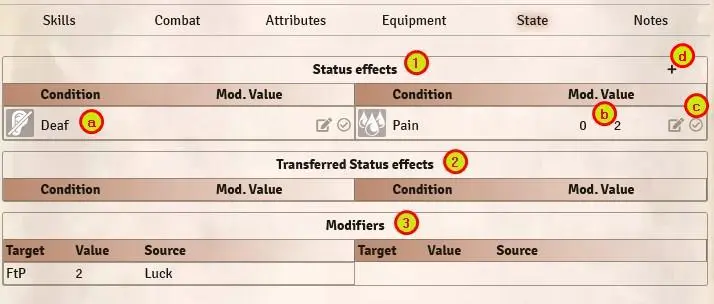 Skills Combat Attributes Equipment State Notes
Status effects 1 + d
Condition Mod. Value Condition Mod. Value
Deaf a Pain 0 b 2 c
Transferred Status effects 2
Condition Mod. Value Condition Mod. Value
Modifiers 3
Target Value Source Target Value Source
FtP 2 Luck